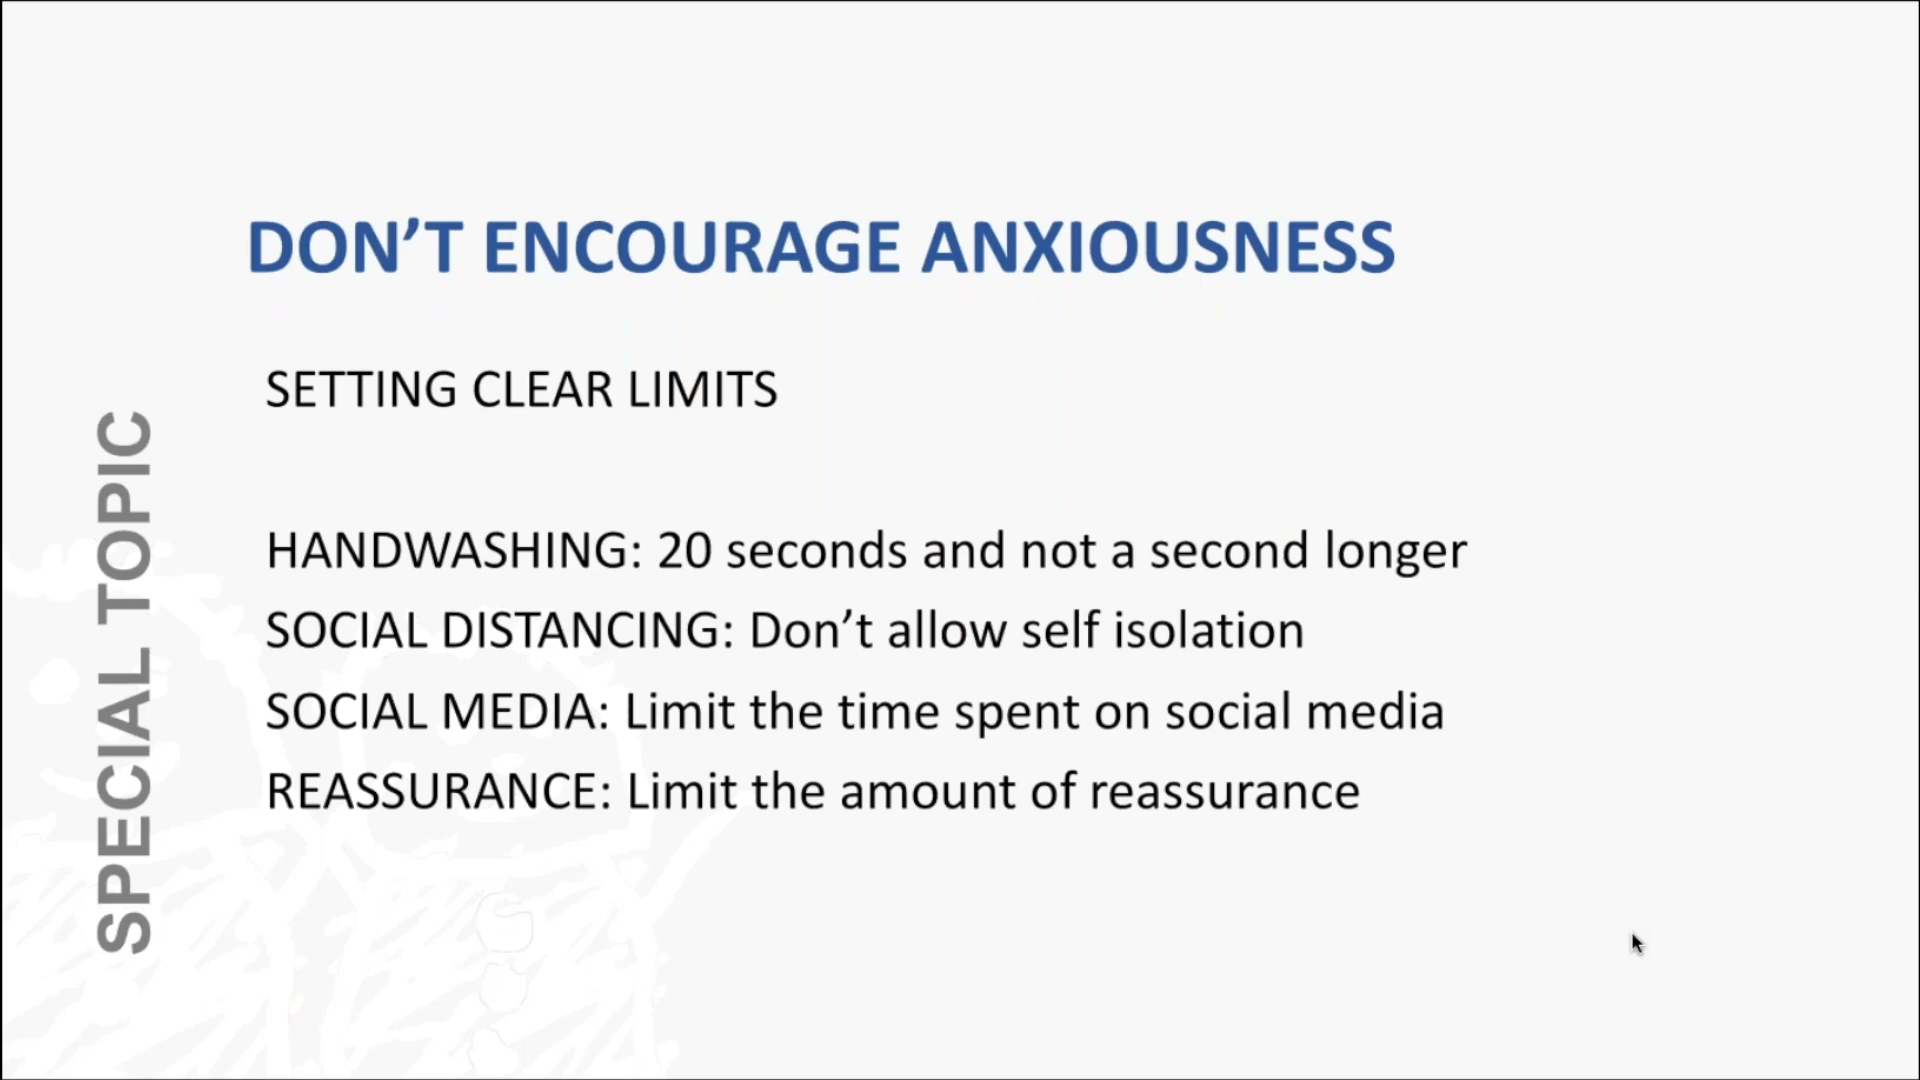 DON’T ENCOURAGE ANXIOUSNESS
SETTING CLEAR LIMITS
HANDWASHING: 20 seconds and not a second longer
SOCIAL DISTANCING: Don’t allow self isolation
SOCIAL MEDIA: Limit the time spent on social media
REASSURANCE: Limit the amount of reassurance
SPECIAL TOPIC